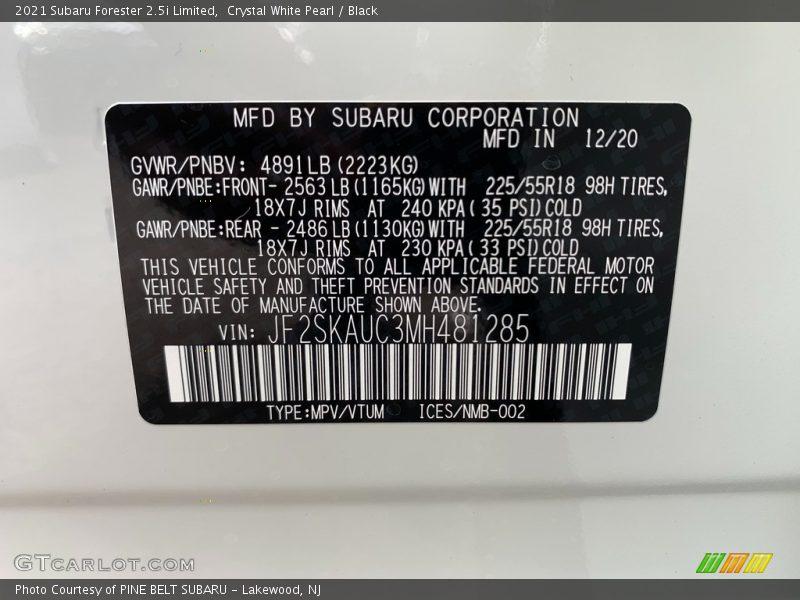 2021 Subaru Forester 2.5i Limited,  Crystal White Pearl / Black
MFD BY SUBARU CORPORATION
MFD IN 12/20
GVWR/PNBV: 4891LB (2223KG)
GAWR/PNBE:FRONT- 2563 LB (1165KG) WITH 225/55R18 98H TIRES,
18X7J RIMS AT 240 KPA ( 35 PSI) COLD
GAWR/PNBE:REAR - 2486 LB (1130KG) WITH 225/55R18 98H TIRES,
18X7J RIMS AT 230 KPA ( 33 PSI) COLD
THIS VEHICLE CONFORMS TO ALL APPLICABLE FEDERAL MOTOR
VEHICLE SAFETY AND THEFT PREVENTION STANDARDS IN EFFECT ON
THE DATE OF MANUFACTURE SHOWN ABOVE.
VIN: JF2SKAUC3MH481285
TYPE:MPV/VTUM ICES/NMB-002
GTCARLOT.COM
Photo Courtesy of PINE BELT SUBARU - Lakewood, NJ